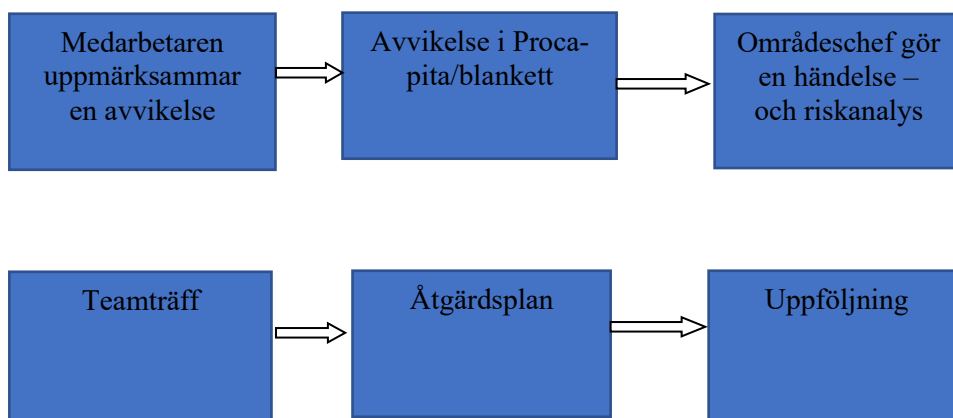 Medarbetaren
uppmärksammar
en avvikelse
Avvikelse i Proca-
pita/blankett
Områdeschef gör
en händelse –
och riskanalys
Teamträff
Åtgärdsplan
Uppföljning